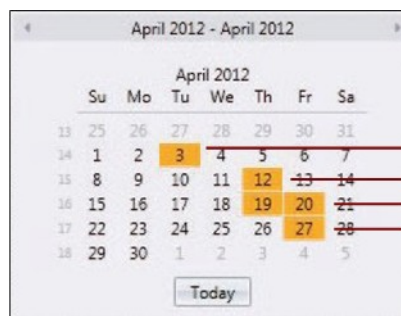 April 2012 - April 2012
April 2012
Su Mo Tu We Th Fr Sa
13 25 26 27 28 29 30 31
14 1 2 3 4 5 6 7
15 8 9 10 11 12 13 14
16 15 16 17 18 19 20 21
17 22 23 24 25 26 27 28
18 29 30 1 2 3 4 5
Today